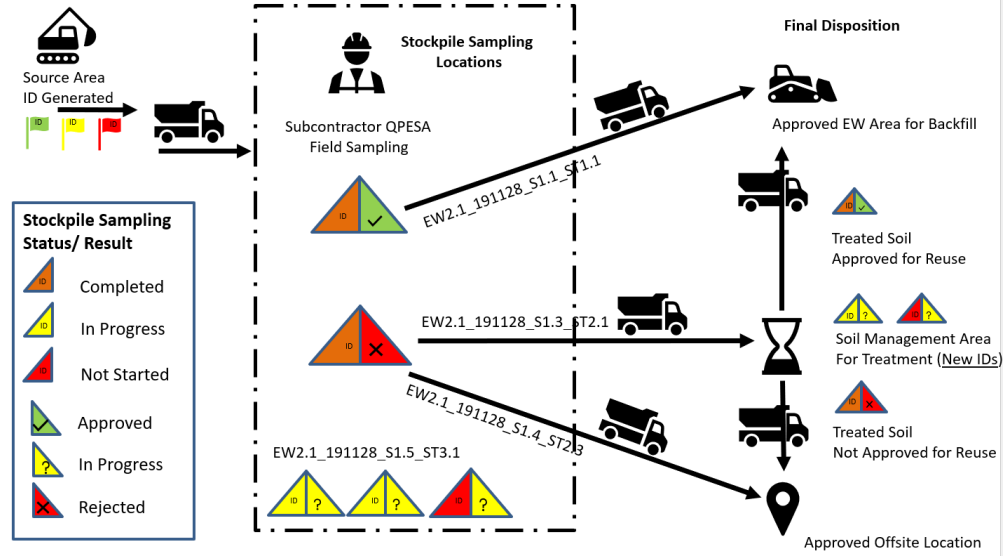 Source Area
ID Generated
ID
ID
ID
Stockpile Sampling
Locations
Subcontractor QPESA
Field Sampling
ID
EW2.1_191128_S1.1_ST1.1
Final Disposition
Approved EW Area for Backfill
Stockpile Sampling
Status/ Result
ID
Completed
ID
In Progress
ID
Not Started
Approved
?
In Progress
Rejected
ID
EW2.1_191128_S1.3_ST2.1
EW2.1_191128_S1.4_ST2.3
EW2.1_191128_S1.5_ST3.1
ID ?
ID ?
ID ?
ID
Treated Soil
Approved for Reuse
ID ?
ID ?
Soil Management Area
For Treatment (New IDs)
ID
Treated Soil
Not Approved for Reuse
Approved Offsite Location